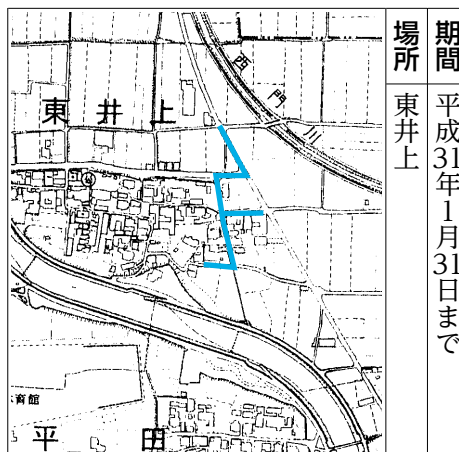 期間
平成31年1月31日まで
場所
東井上
西門川
東井上
育館
平田